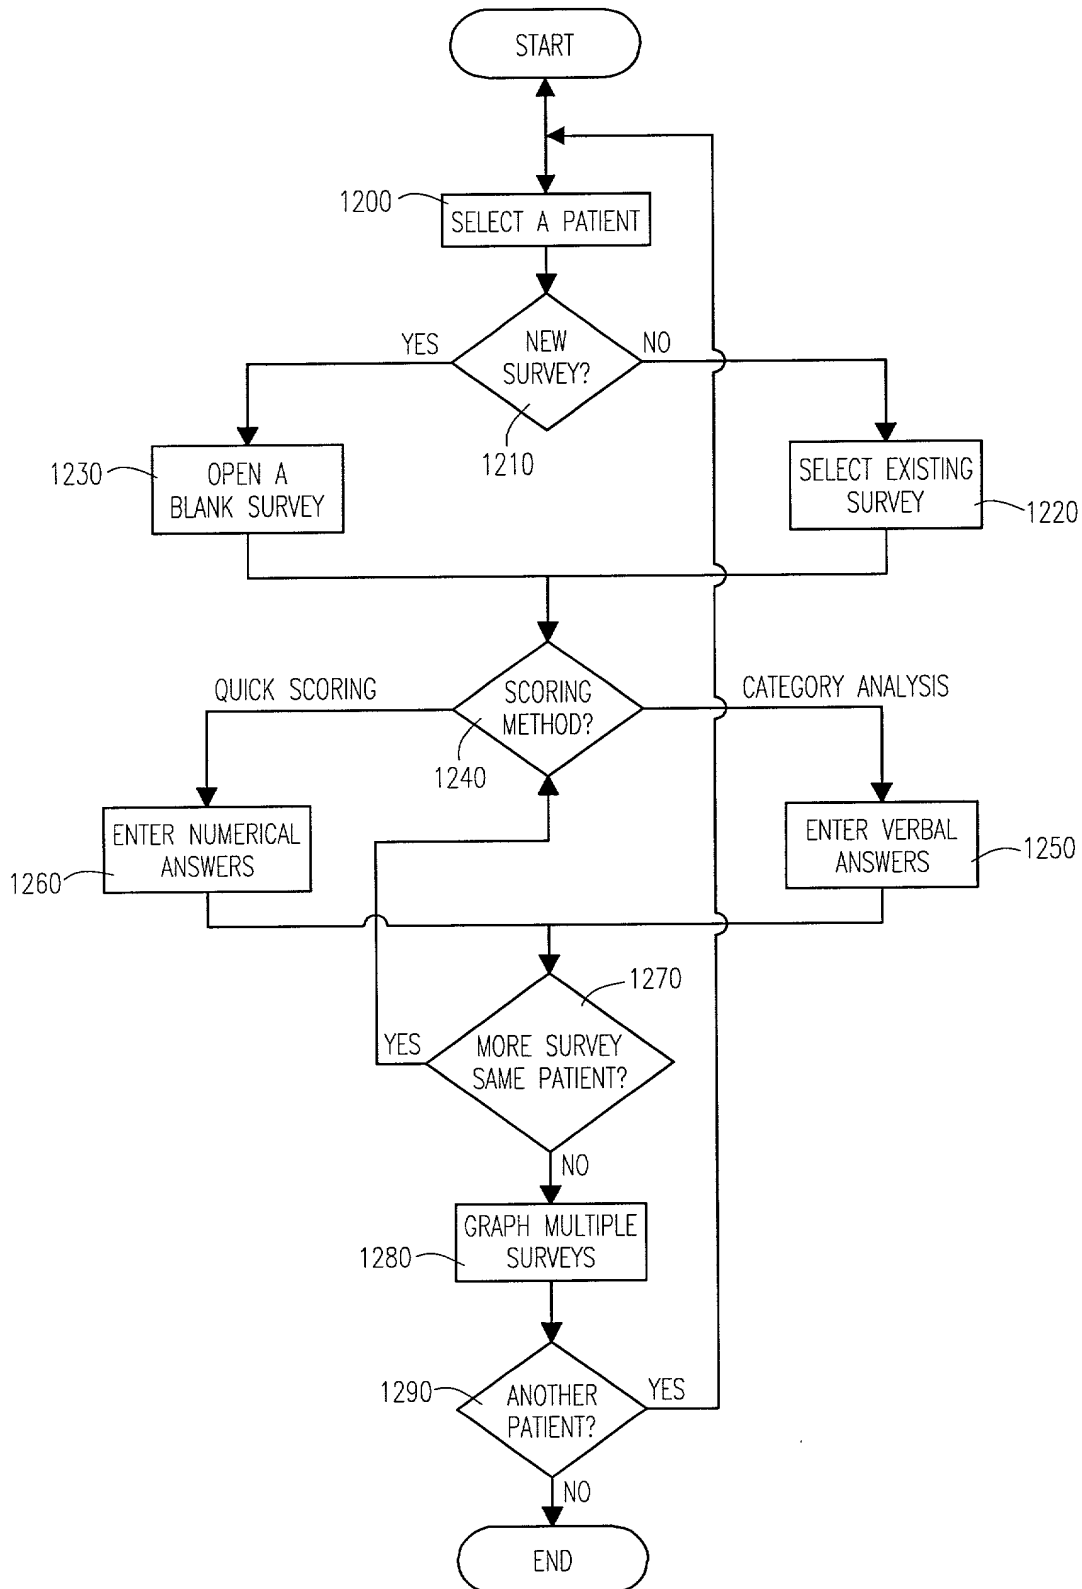 START
1200
SELECT A PATIENT
YES
NEW
SURVEY?
NO
1210
1230
OPEN A
BLANK SURVEY
SELECT EXISTING
SURVEY
1220
QUICK SCORING
SCORING
METHOD?
CATEGORY ANALYSIS
1240
ENTER NUMERICAL
ANSWERS
1260
ENTER VERBAL
ANSWERS
1250
1270
YES
MORE SURVEY
SAME PATIENT?
NO
GRAPH MULTIPLE
SURVEYS
1280
1290
ANOTHER
PATIENT?
YES
NO
END